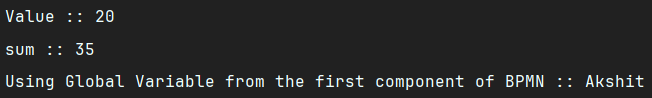 Value :: 20
sum :: 35
Using Global Variable from the first component of BPMN :: Akshit